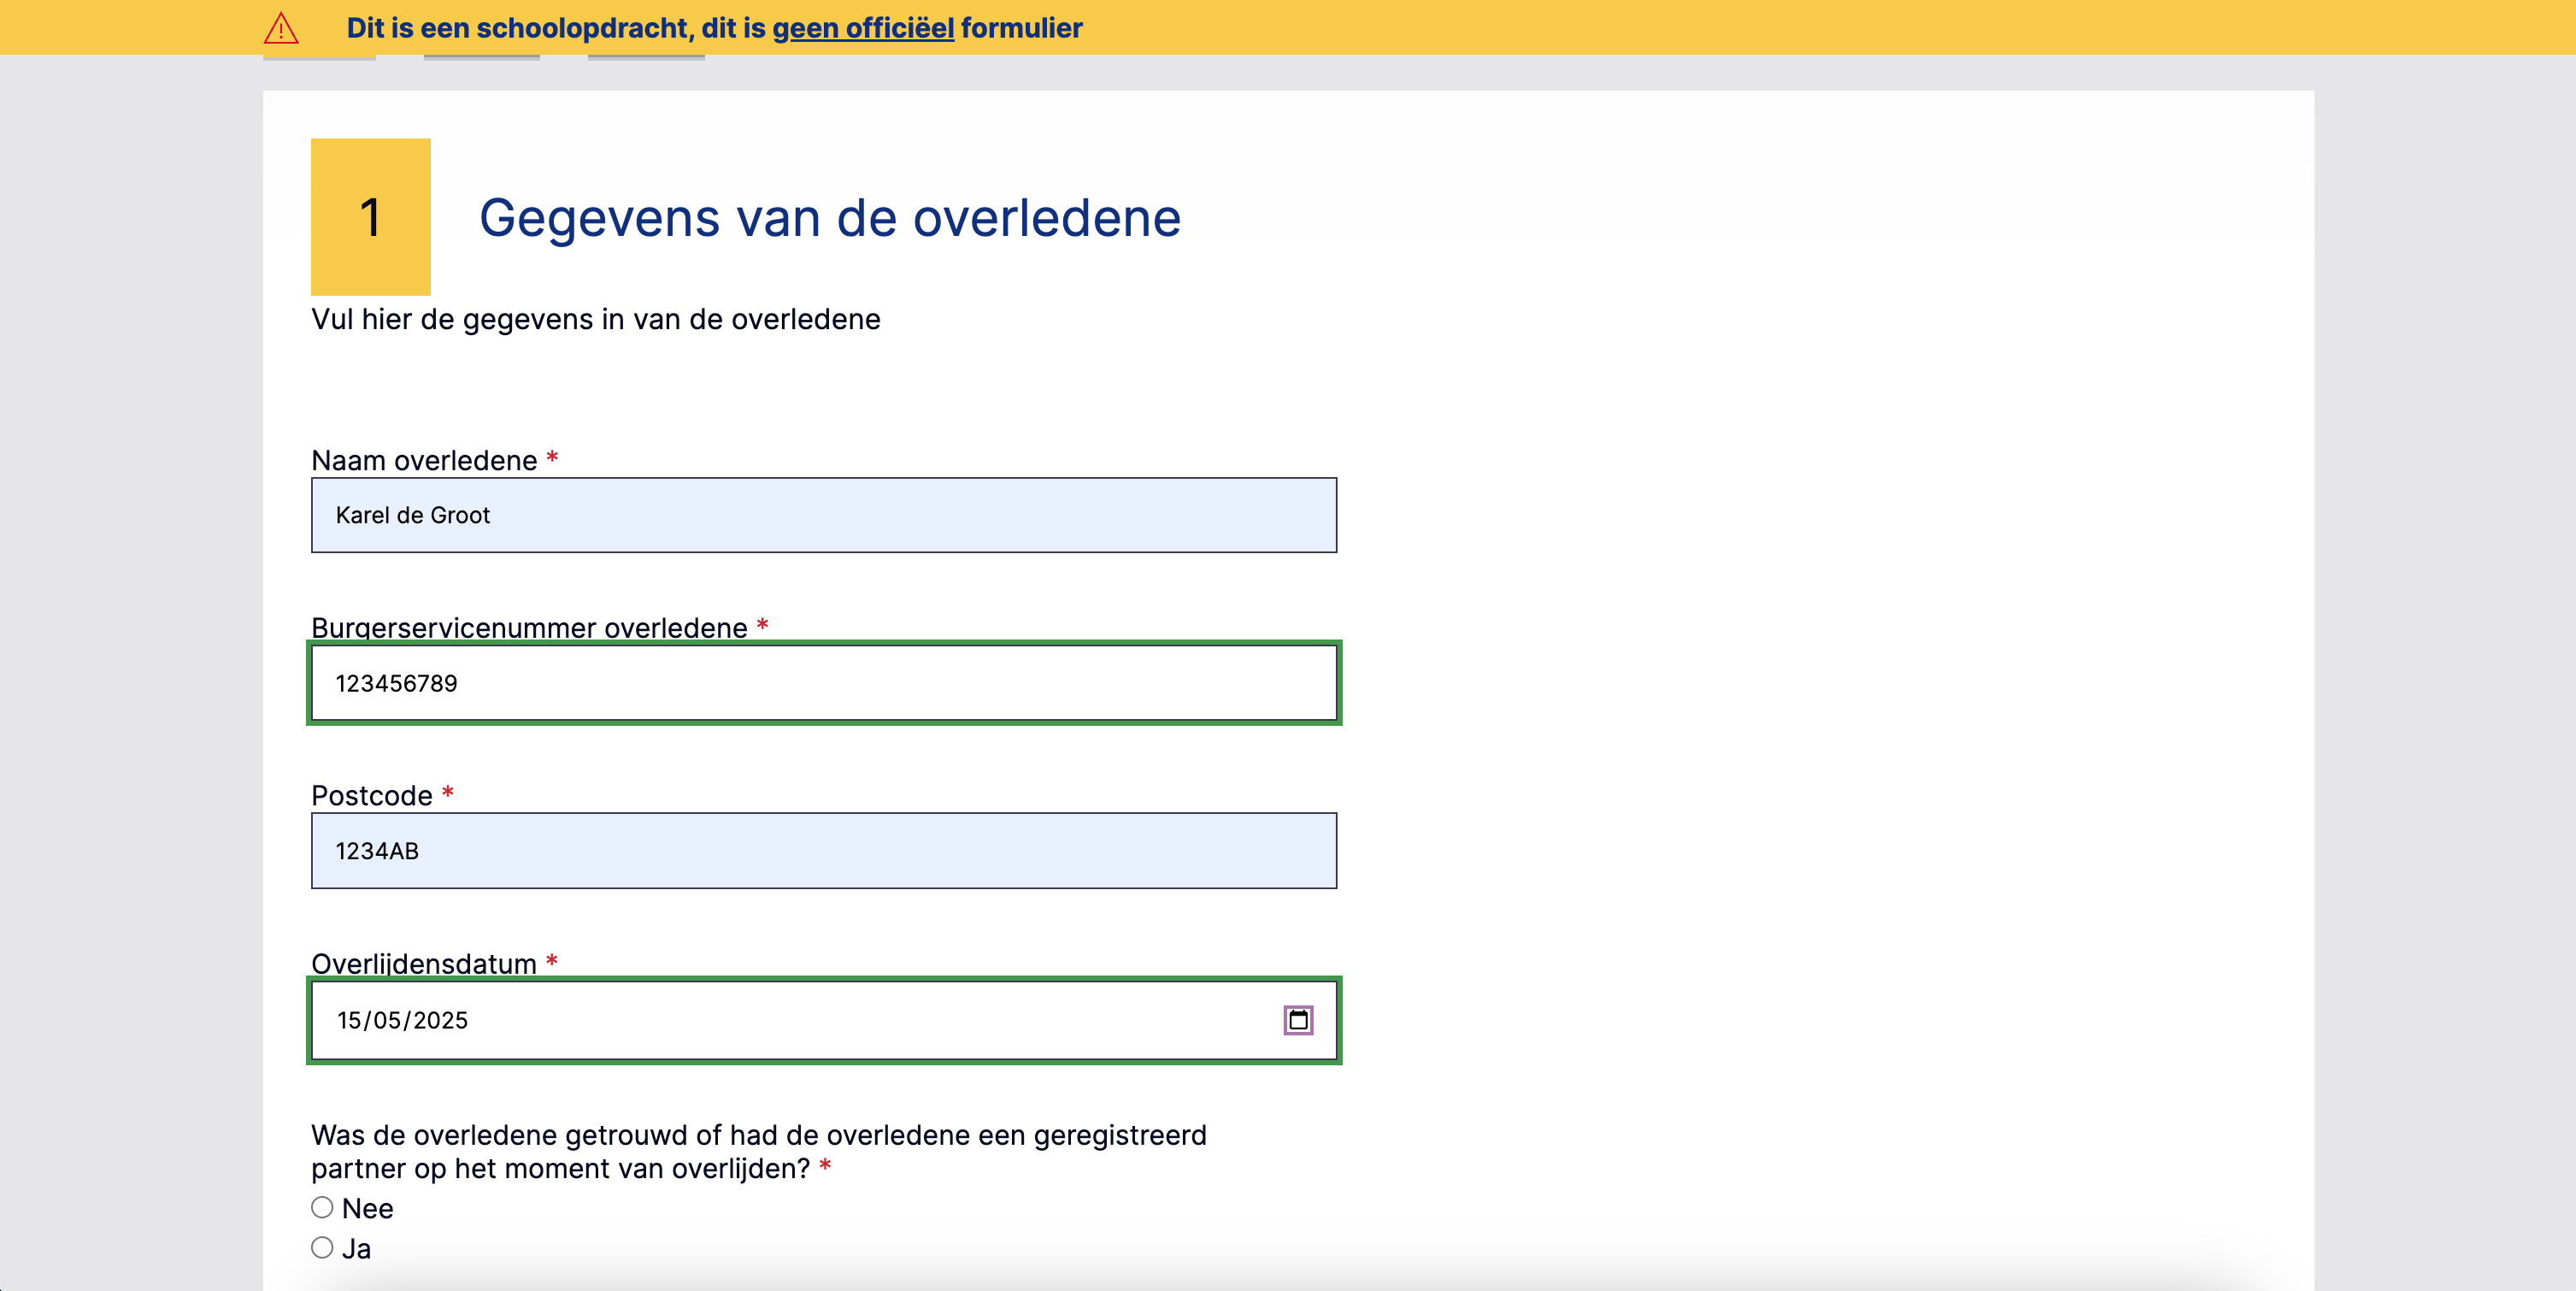 Dit is een schoolopdracht, dit is geen officiëel formulier
1
Gegevens van de overledene
Vul hier de gegevens in van de overledene
Naam overledene *
Karel de Groot
Burgerservicenummer overledene *
123456789
Postcode *
1234AB
Overlijdensdatum *
15/05/2025
Was de overledene getrouwd of had de overledene een geregistreerd
partner op het moment van overlijden? *
Nee
Ja